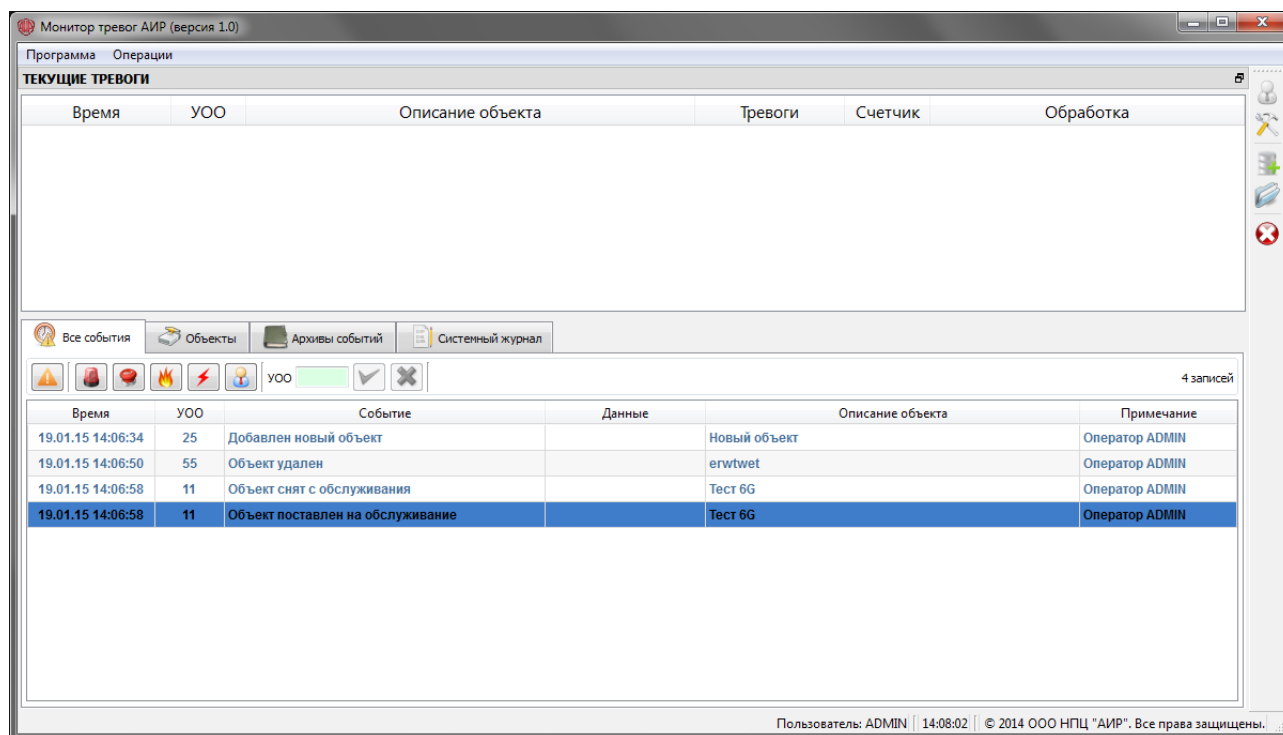 Монитор тревог АИР (версия 1.0)
Программа Операции
ТЕКУЩИЕ ТРЕВОГИ
Время УОО Описание объекта Тревоги Счетчик Обработка
Все события Объекты Архивы событий Системный журнал
УОО 4 записей
Время УОО Событие Данные Описание объекта Примечание
19.01.15 14:06:34 25 Добавлен новый объект Новый объект Оператор ADMIN
19.01.15 14:06:50 55 Объект удален erwtwet Оператор ADMIN
19.01.15 14:06:58 11 Объект снят с обслуживания Тест 6G Оператор ADMIN
19.01.15 14:06:58 11 Объект поставлен на обслуживание Тест 6G Оператор ADMIN
Пользователь: ADMIN 14:08:02 © 2014 ООО НПЦ "АИР". Все права защищены.